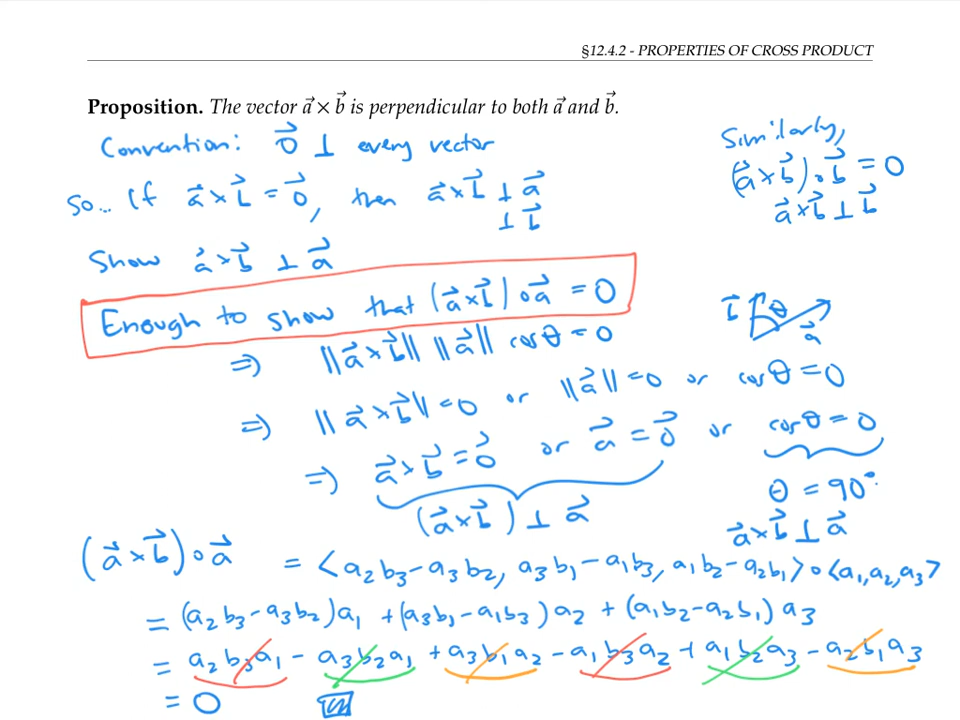 §12.4.2 - PROPERTIES OF CROSS PRODUCT
Proposition. The vector a⃗ × b⃗ is perpendicular to both a⃗ and b⃗.
Convention: 0⃗ ⊥ every vector
So... If a⃗ × b⃗ = 0⃗, then a⃗ × b⃗ ⊥ a⃗
⊥ b⃗
Similarly,
(a⃗ × b⃗) ∘ b⃗ = 0
a⃗ × b⃗ ⊥ b⃗
Show a⃗ × b⃗ ⊥ a⃗
Enough to show that (a⃗ × b⃗) ∘ a⃗ = 0
b⃗ θ a⃗
⇒ ||a⃗ × b⃗|| ||a⃗|| cos θ = 0
⇒ ||a⃗ × b⃗|| = 0 or ||a⃗|| = 0 or cos θ = 0
⇒ a⃗ × b⃗ = 0⃗ or a⃗ = 0⃗ or cos θ = 0
(a⃗ × b⃗) ⊥ a⃗
θ = 90°
a⃗ × b⃗ ⊥ a⃗
(a⃗ × b⃗) ∘ a⃗ = <a₂b₃ - a₃b₂, a₃b₁ - a₁b₃, a₁b₂ - a₂b₁> ∘ <a₁, a₂, a₃>
= (a₂b₃ - a₃b₂)a₁ + (a₃b₁ - a₁b₃)a₂ + (a₁b₂ - a₂b₁)a₃
= a₂b₃a₁ - a₃b₂a₁ + a₃b₁a₂ - a₁b₃a₂ + a₁b₂a₃ - a₂b₁a₃
= 0